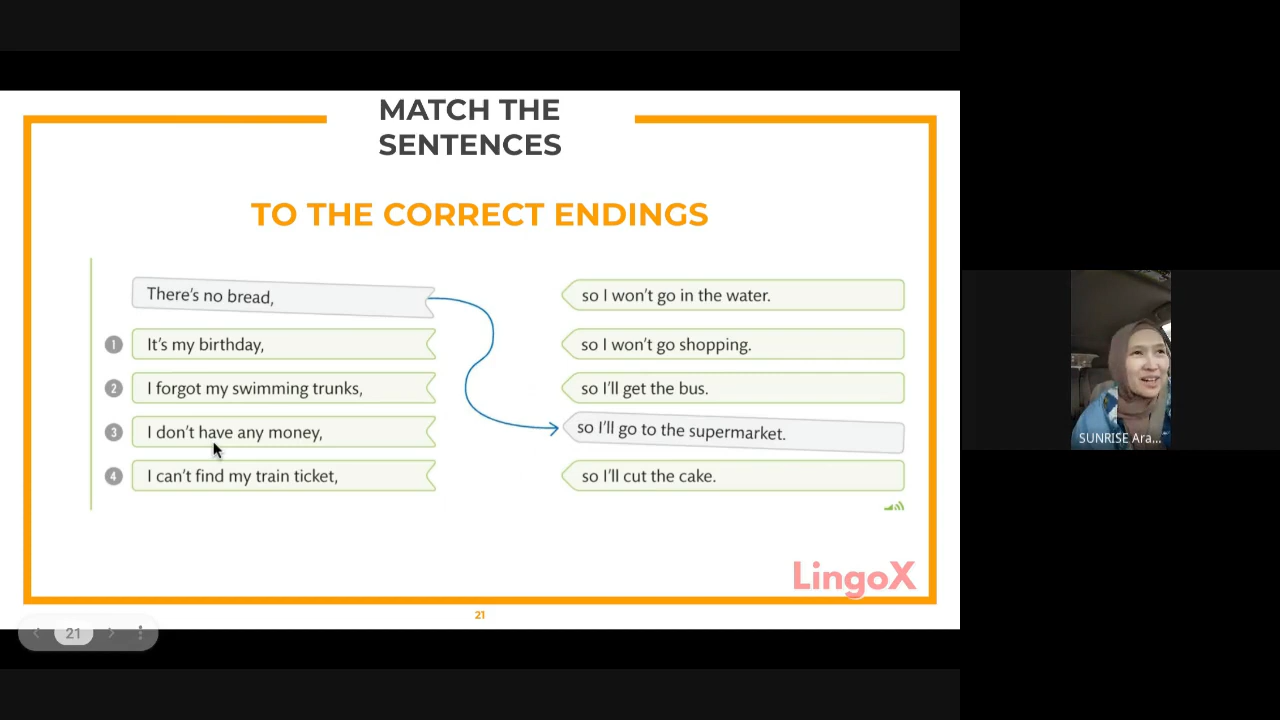 MATCH THE
SENTENCES
TO THE CORRECT ENDINGS
There's no bread,
so I won't go in the water.
1 It's my birthday,
so I won't go shopping.
2 I forgot my swimming trunks,
so I'll get the bus.
3 I don't have any money,
so I'll go to the supermarket.
4 I can't find my train ticket,
so I'll cut the cake.
LingoX
21
21
SUNRISE Ara...